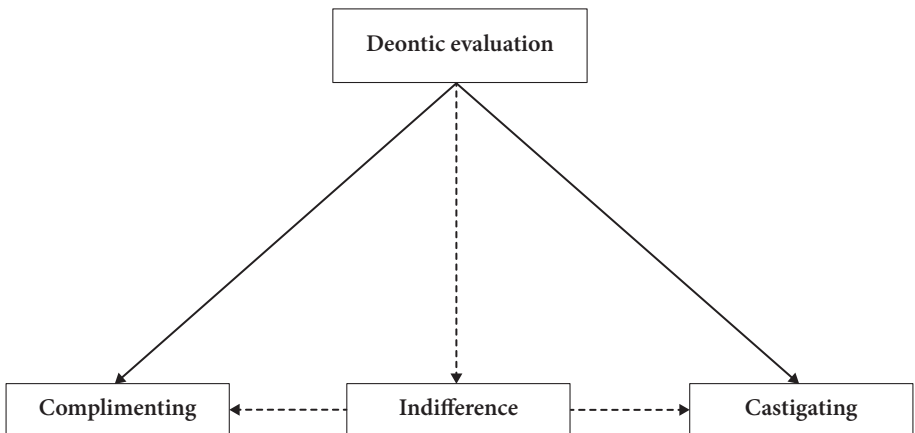 Deontic evaluation
Complimenting
Indifference
Castigating